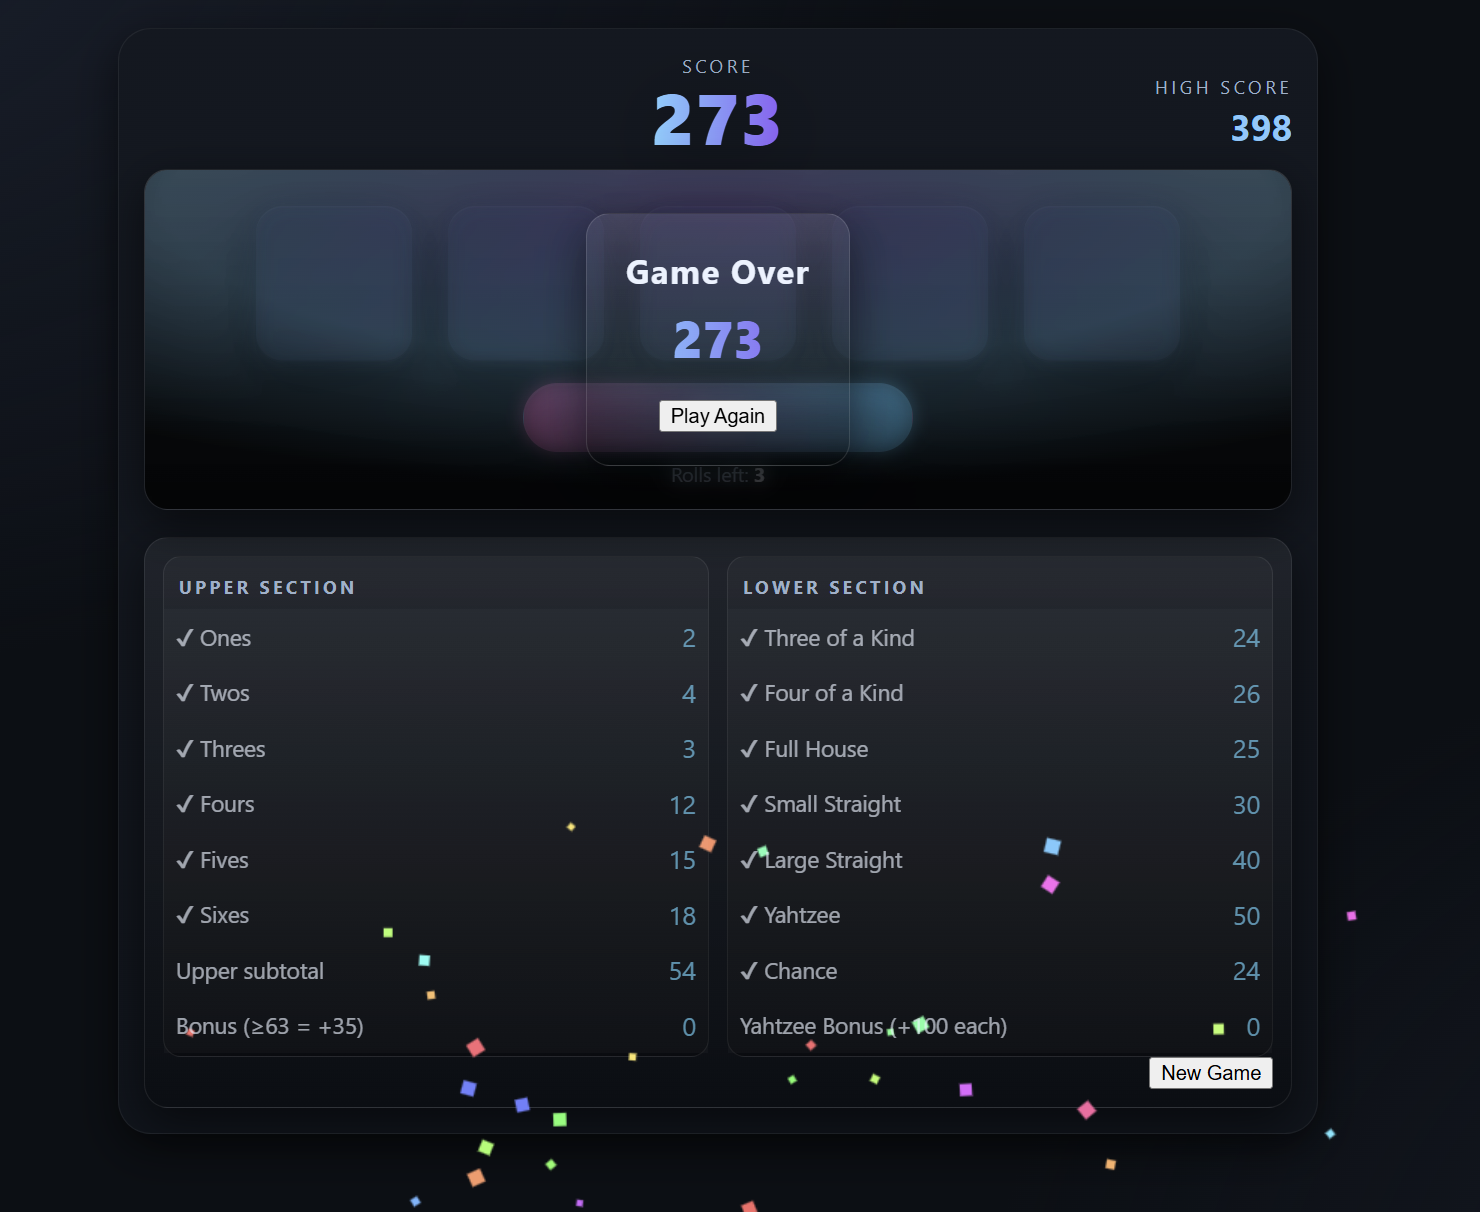 SCORE
273
HIGH SCORE
398
Game Over
273
Play Again
Rolls left: 3
UPPER SECTION
✓ Ones 2
✓ Twos 4
✓ Threes 3
✓ Fours 12
✓ Fives 15
✓ Sixes 18
Upper subtotal 54
Bonus (≥63 = +35) 0
LOWER SECTION
✓ Three of a Kind 24
✓ Four of a Kind 26
✓ Full House 25
✓ Small Straight 30
✓ Large Straight 40
✓ Yahtzee 50
✓ Chance 24
Yahtzee Bonus (+100 each) 0
New Game